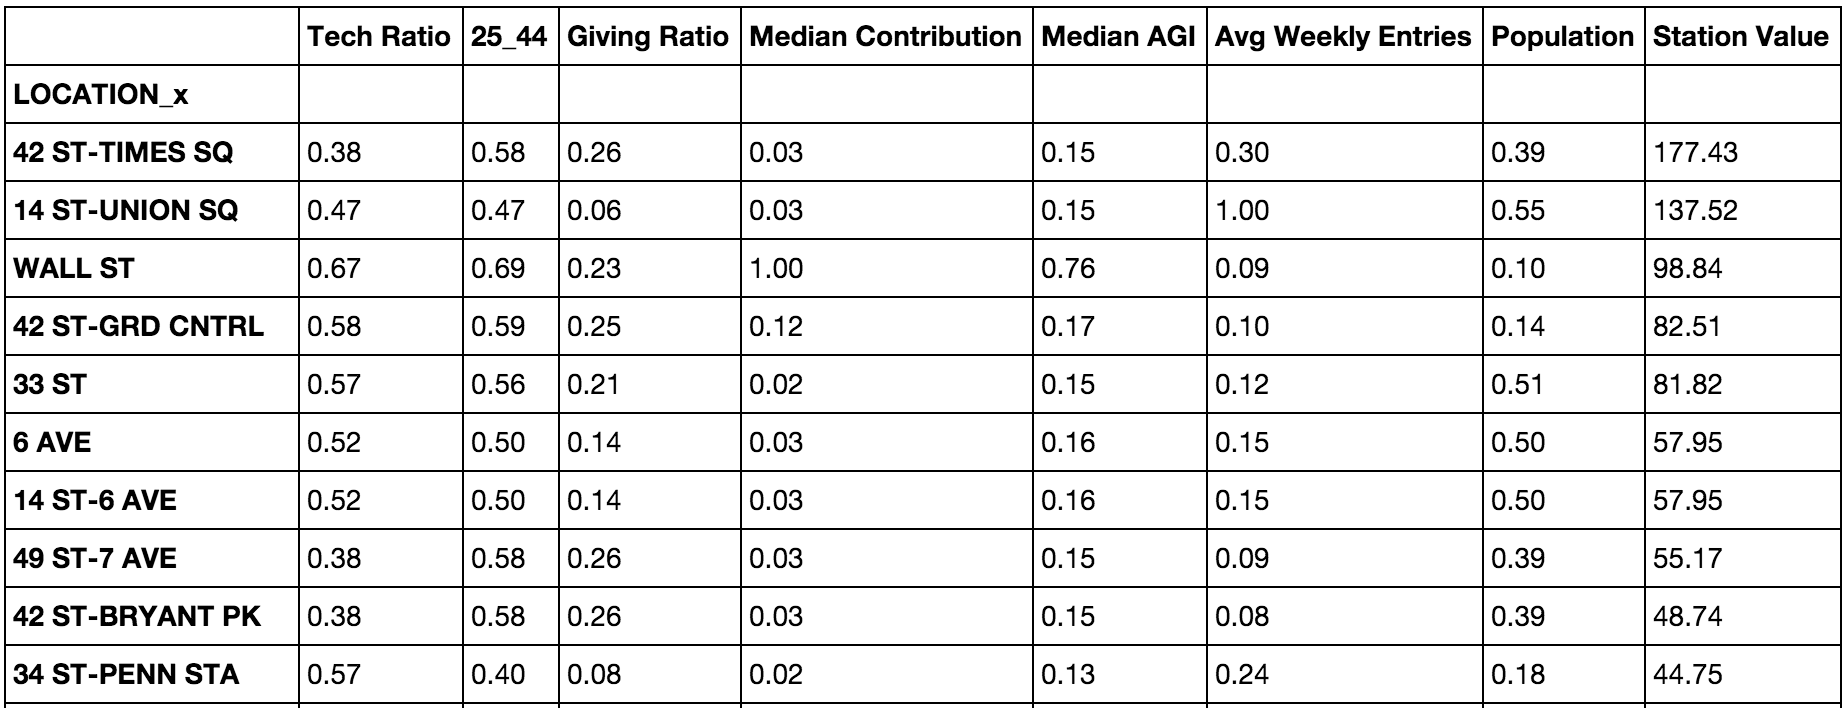 Tech Ratio 25_44 Giving Ratio Median Contribution Median AGI Avg Weekly Entries Population Station Value
LOCATION_x
42 ST-TIMES SQ 0.38 0.58 0.26 0.03 0.15 0.30 0.39 177.43
14 ST-UNION SQ 0.47 0.47 0.06 0.03 0.15 1.00 0.55 137.52
WALL ST 0.67 0.69 0.23 1.00 0.76 0.09 0.10 98.84
42 ST-GRD CNTRL 0.58 0.59 0.25 0.12 0.17 0.10 0.14 82.51
33 ST 0.57 0.56 0.21 0.02 0.15 0.12 0.51 81.82
6 AVE 0.52 0.50 0.14 0.03 0.16 0.15 0.50 57.95
14 ST-6 AVE 0.52 0.50 0.14 0.03 0.16 0.15 0.50 57.95
49 ST-7 AVE 0.38 0.58 0.26 0.03 0.15 0.09 0.39 55.17
42 ST-BRYANT PK 0.38 0.58 0.26 0.03 0.15 0.08 0.39 48.74
34 ST-PENN STA 0.57 0.40 0.08 0.02 0.13 0.24 0.18 44.75